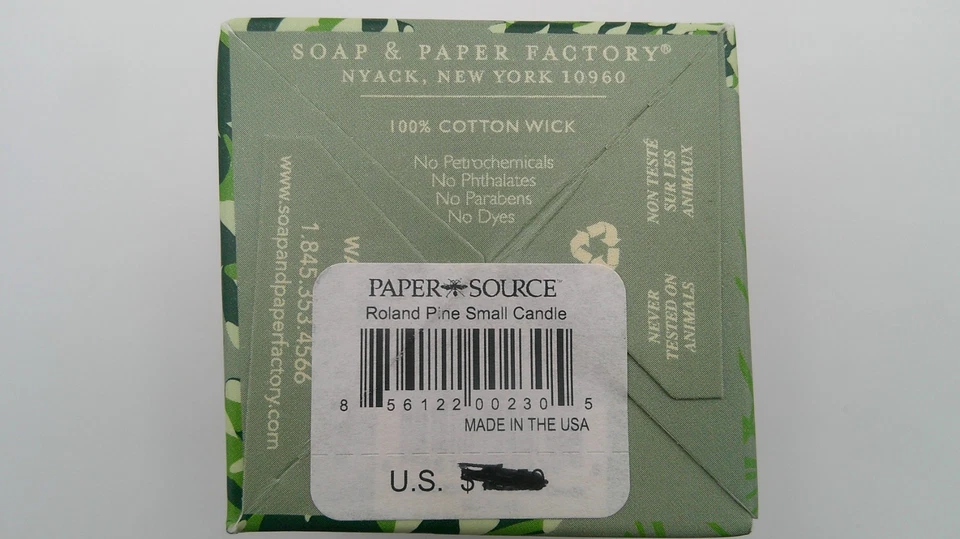 SOAP & PAPER FACTORY®
NYACK, NEW YORK 10960
100% COTTON WICK
No Petrochemicals
No Phthalates
No Parabens
No Dyes
NON TESTÉ
SUR LES
ANIMAUX
NEVER
TESTED ON
ANIMALS
1.845.353.4566
www.soapandpaperfactory.com
PAPER SOURCE™
Roland Pine Small Candle
8 56122 00230 5
MADE IN THE USA
U.S. $